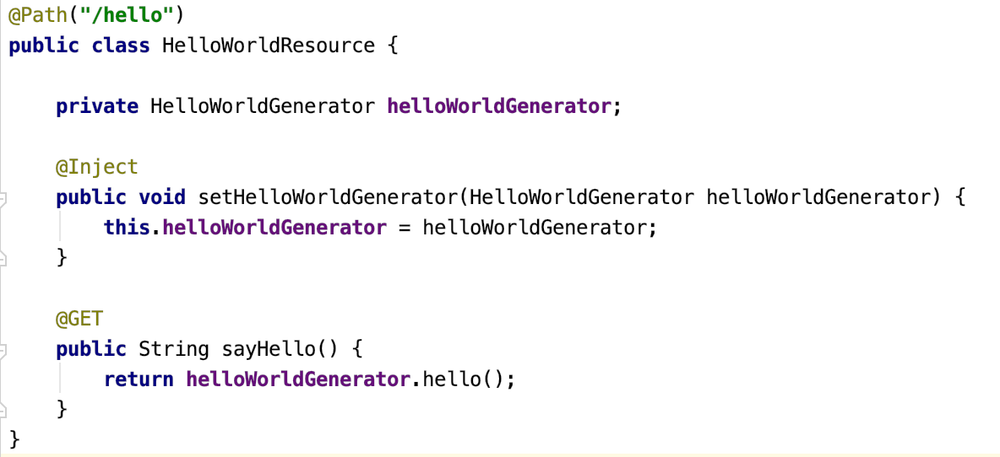 @Path("/hello")
public class HelloWorldResource {
    private HelloWorldGenerator helloWorldGenerator;
    @Inject
    public void setHelloWorldGenerator(HelloWorldGenerator helloWorldGenerator) {
        this.helloWorldGenerator = helloWorldGenerator;
    }
    @GET
    public String sayHello() {
        return helloWorldGenerator.hello();
    }
}